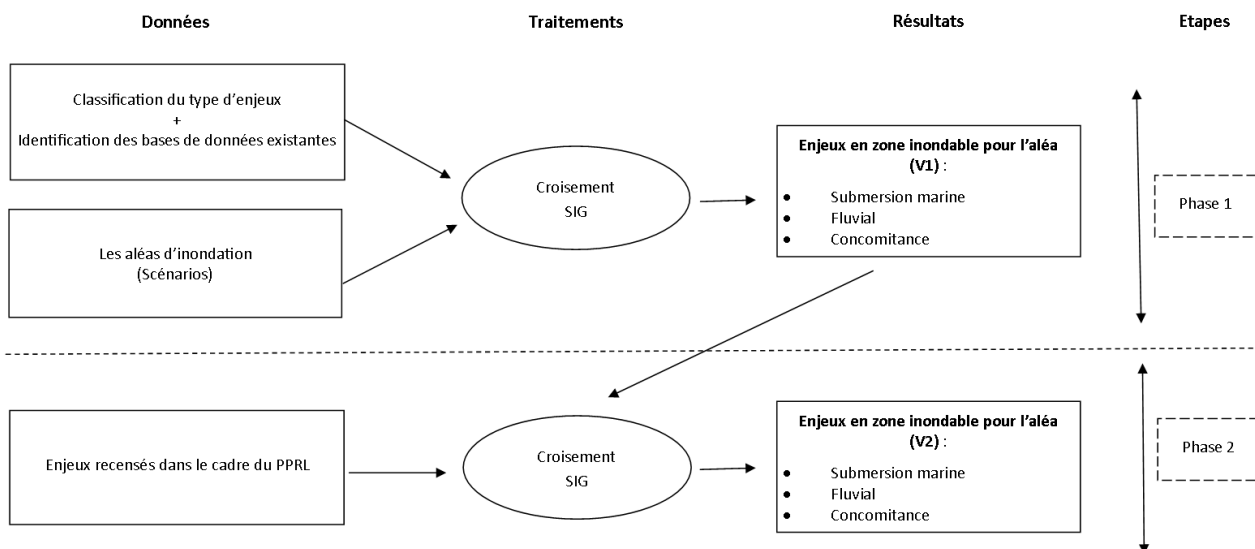 Données
Traitements
Résultats
Etapes
Classification du type d’enjeux
+
Identification des bases de données existantes
Les aléas d’inondation
(Scénarios)
Croisement
SIG
Enjeux en zone inondable pour l’aléa
(V1) :
• Submersion marine
• Fluvial
• Concomitance
Phase 1
Enjeux recensés dans le cadre du PPRL
Croisement
SIG
Enjeux en zone inondable pour l’aléa
(V2) :
• Submersion marine
• Fluvial
• Concomitance
Phase 2